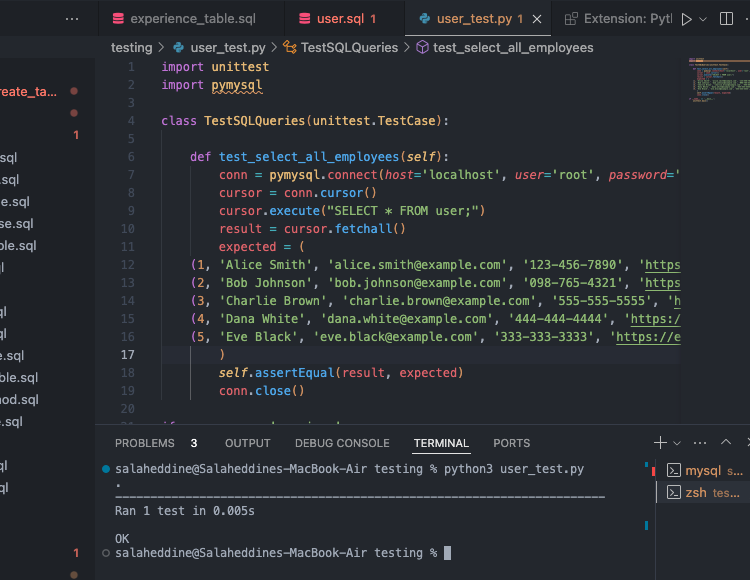 experience_table.sql
user.sql 1
user_test.py 1
Extension: Pytl
testing > user_test.py > TestSQLQueries > test_select_all_employees
reate_ta...
1
sql
.sql
e.sql
se.sql
ble.sql
ql
ql
e.sql
ble.sql
nod.sql
e.sql
ql
ql
1
1 import unittest
2 import pymysql
3
4 class TestSQLQueries(unittest.TestCase):
5
6 def test_select_all_employees(self):
7 conn = pymysql.connect(host='localhost', user='root', password='
8 cursor = conn.cursor()
9 cursor.execute("SELECT * FROM user;")
10 result = cursor.fetchall()
11 expected = (
12 (1, 'Alice Smith', 'alice.smith@example.com', '123-456-7890', 'https
13 (2, 'Bob Johnson', 'bob.johnson@example.com', '098-765-4321', 'https
14 (3, 'Charlie Brown', 'charlie.brown@example.com', '555-555-5555', 'h
15 (4, 'Dana White', 'dana.white@example.com', '444-444-4444', 'https:/
16 (5, 'Eve Black', 'eve.black@example.com', '333-333-3333', 'https://e
17 )
18 self.assertEqual(result, expected)
19 conn.close()
20
PROBLEMS 3 OUTPUT DEBUG CONSOLE TERMINAL PORTS
salaheddine@Salaheddines-MacBook-Air testing % python3 user_test.py
.
----------------------------------------------------------------------
Ran 1 test in 0.005s
OK
salaheddine@Salaheddines-MacBook-Air testing %
mysql s...
zsh tes...